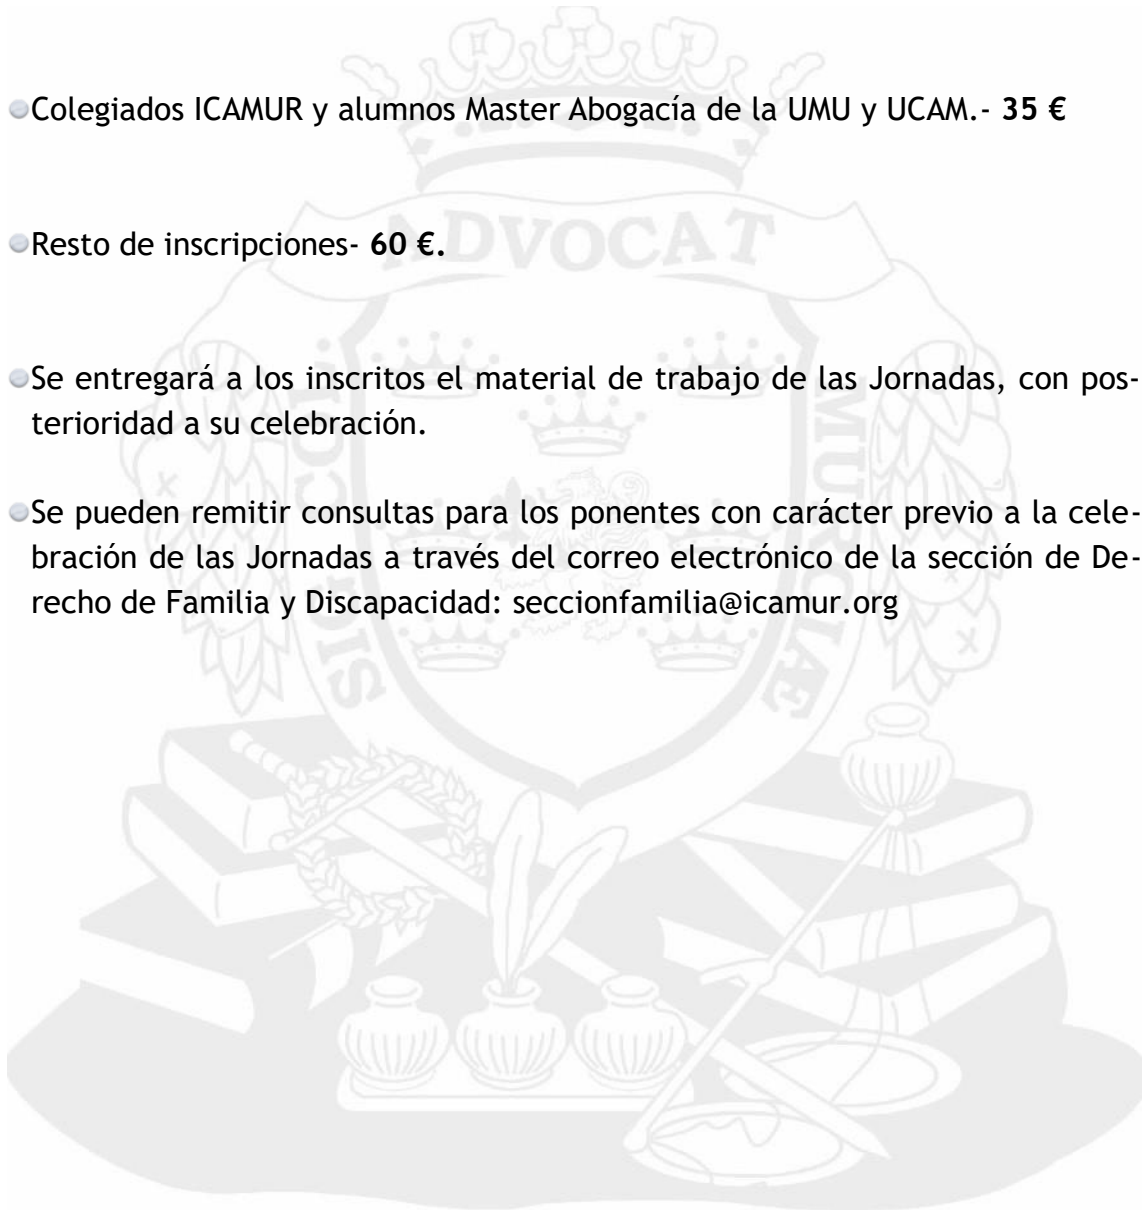 Colegiados ICAMUR y alumnos Master Abogacía de la UMU y UCAM.- 35 €
ADVOCAT
Resto de inscripciones- 60 €.
Se entregará a los inscritos el material de trabajo de las Jornadas, con pos-
terioridad a su celebración.
Se pueden remitir consultas para los ponentes con carácter previo a la cele-
bración de las Jornadas a través del correo electrónico de la sección de De-
recho de Familia y Discapacidad: seccionfamilia@icamur.org
MURCIÆ